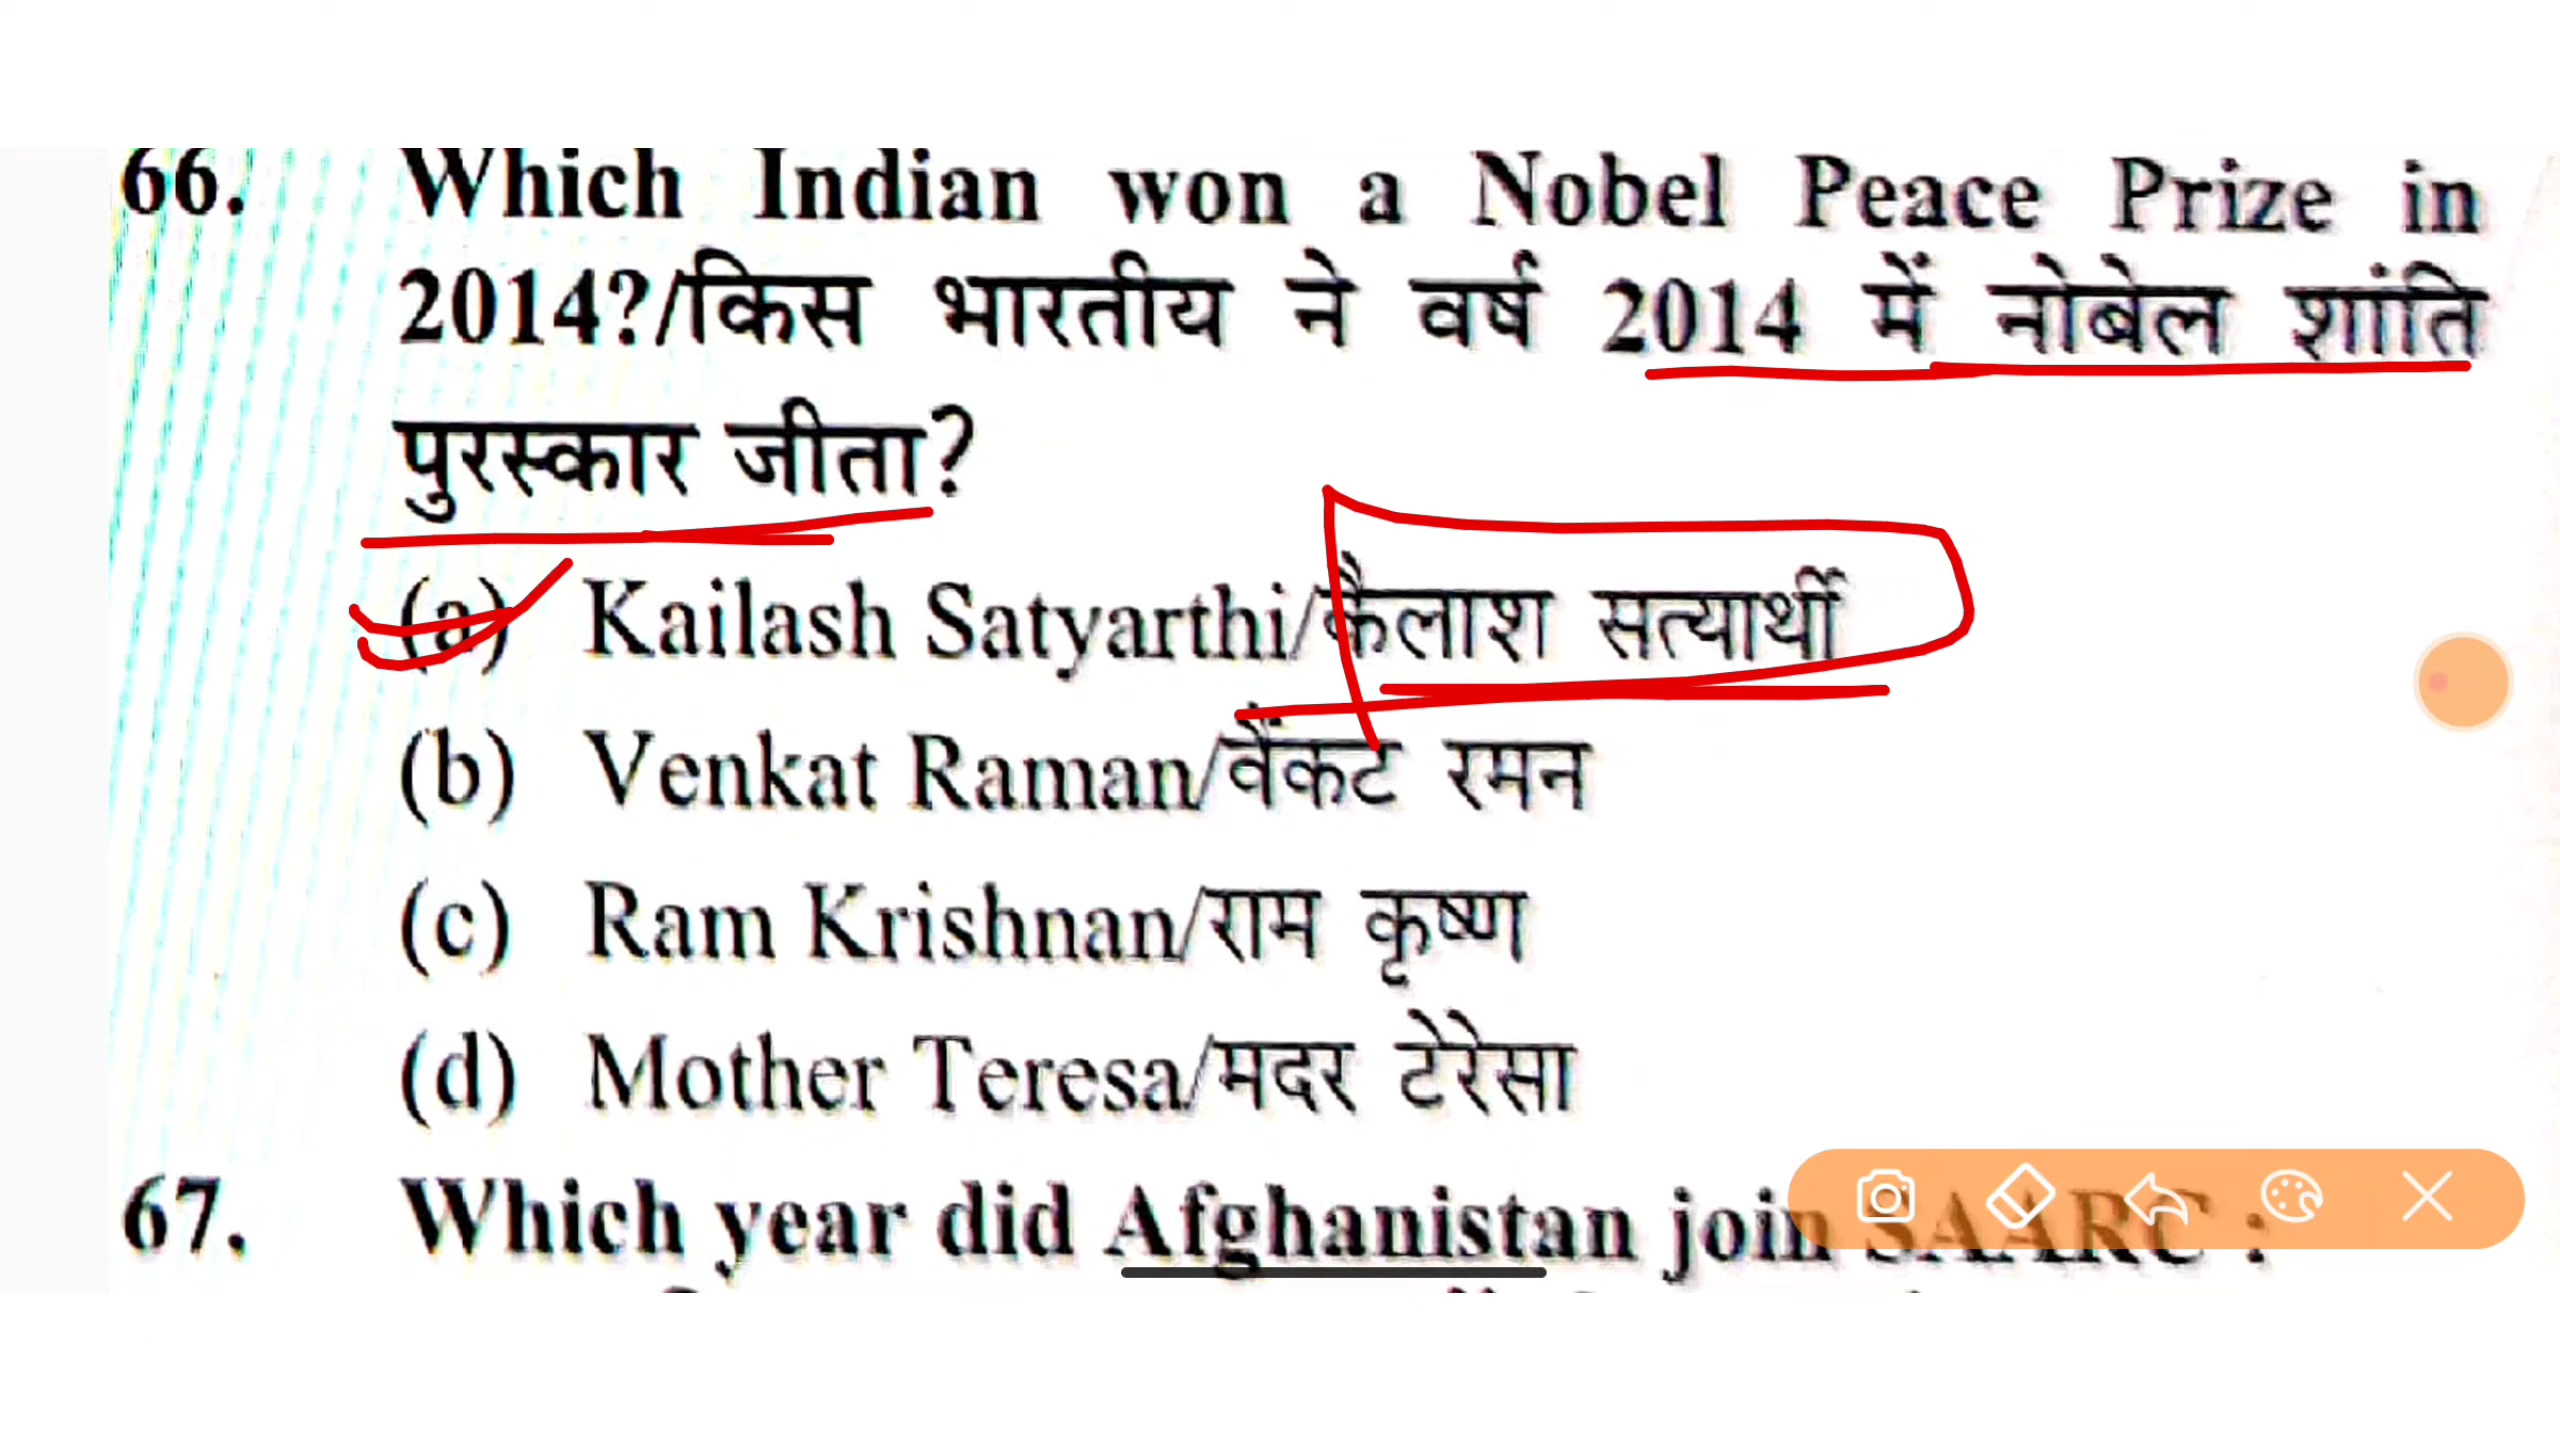 66. Which Indian won a Nobel Peace Prize in
2014?/किस भारतीय ने वर्ष 2014 में नोबेल शांति
पुरस्कार जीता?
(a) Kailash Satyarthi/कैलाश सत्यार्थी
(b) Venkat Raman/वेंकट रमन
(c) Ram Krishnan/राम कृष्ण
(d) Mother Teresa/मदर टेरेसा
67. Which year did Afghanistan join SAARC :